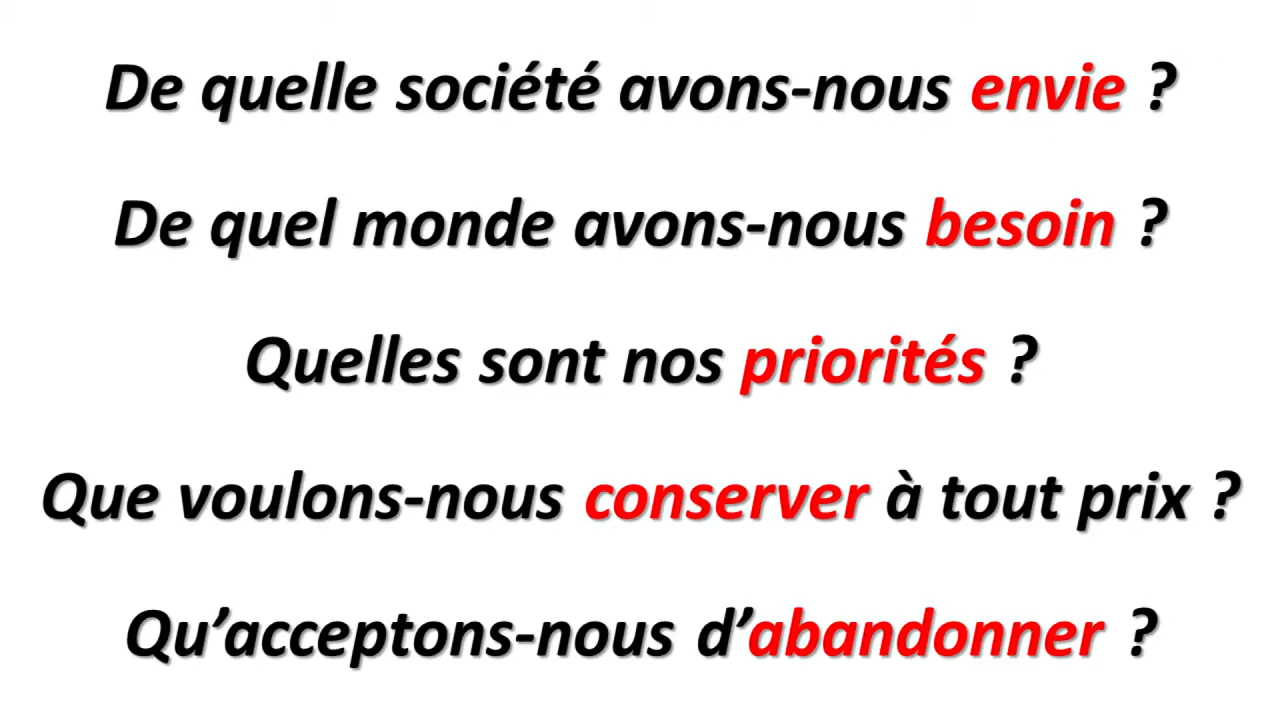 De quelle société avons-nous envie ?
De quel monde avons-nous besoin ?
Quelles sont nos priorités ?
Que voulons-nous conserver à tout prix ?
Qu’acceptons-nous d’abandonner ?